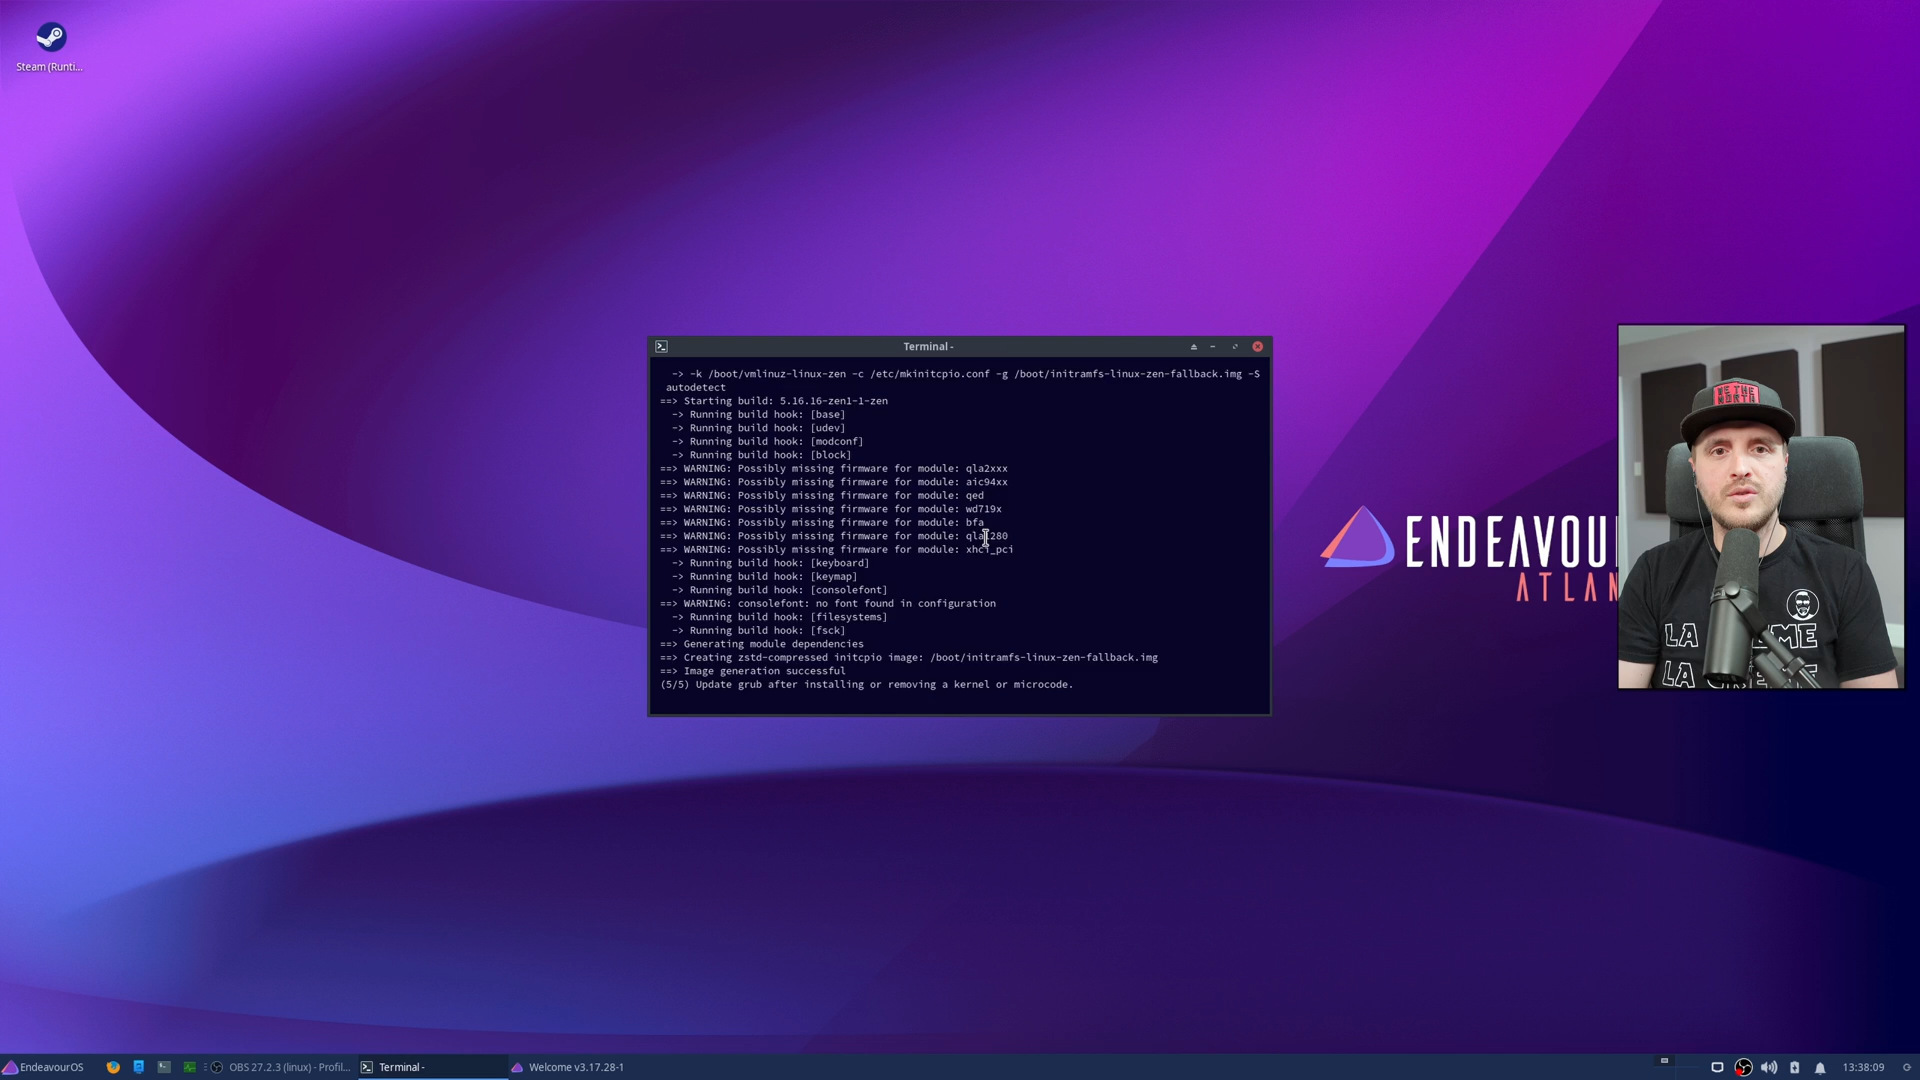 Steam (Runti...
Terminal -
-> -k /boot/vmlinuz-linux-zen -c /etc/mkinitcpio.conf -g /boot/initramfs-linux-zen-fallback.img -S
autodetect
==> Starting build: 5.16.16-zen1-1-zen
-> Running build hook: [base]
-> Running build hook: [udev]
-> Running build hook: [modconf]
-> Running build hook: [block]
==> WARNING: Possibly missing firmware for module: qla2xxx
==> WARNING: Possibly missing firmware for module: aic94xx
==> WARNING: Possibly missing firmware for module: qed
==> WARNING: Possibly missing firmware for module: wd719x
==> WARNING: Possibly missing firmware for module: bfa
==> WARNING: Possibly missing firmware for module: qla1280
==> WARNING: Possibly missing firmware for module: xhci_pci
-> Running build hook: [keyboard]
-> Running build hook: [keymap]
-> Running build hook: [consolefont]
==> WARNING: consolefont: no font found in configuration
-> Running build hook: [filesystems]
-> Running build hook: [fsck]
==> Generating module dependencies
==> Creating zstd-compressed initcpio image: /boot/initramfs-linux-zen-fallback.img
==> Image generation successful
(5/5) Update grub after installing or removing a kernel or microcode.
ENDEAVOU
ATLAN
WE THE
NORTH
EndeavourOS
OBS 27.2.3 (linux) - Profil...
Terminal -
Welcome v3.17.28-1
13:38:09